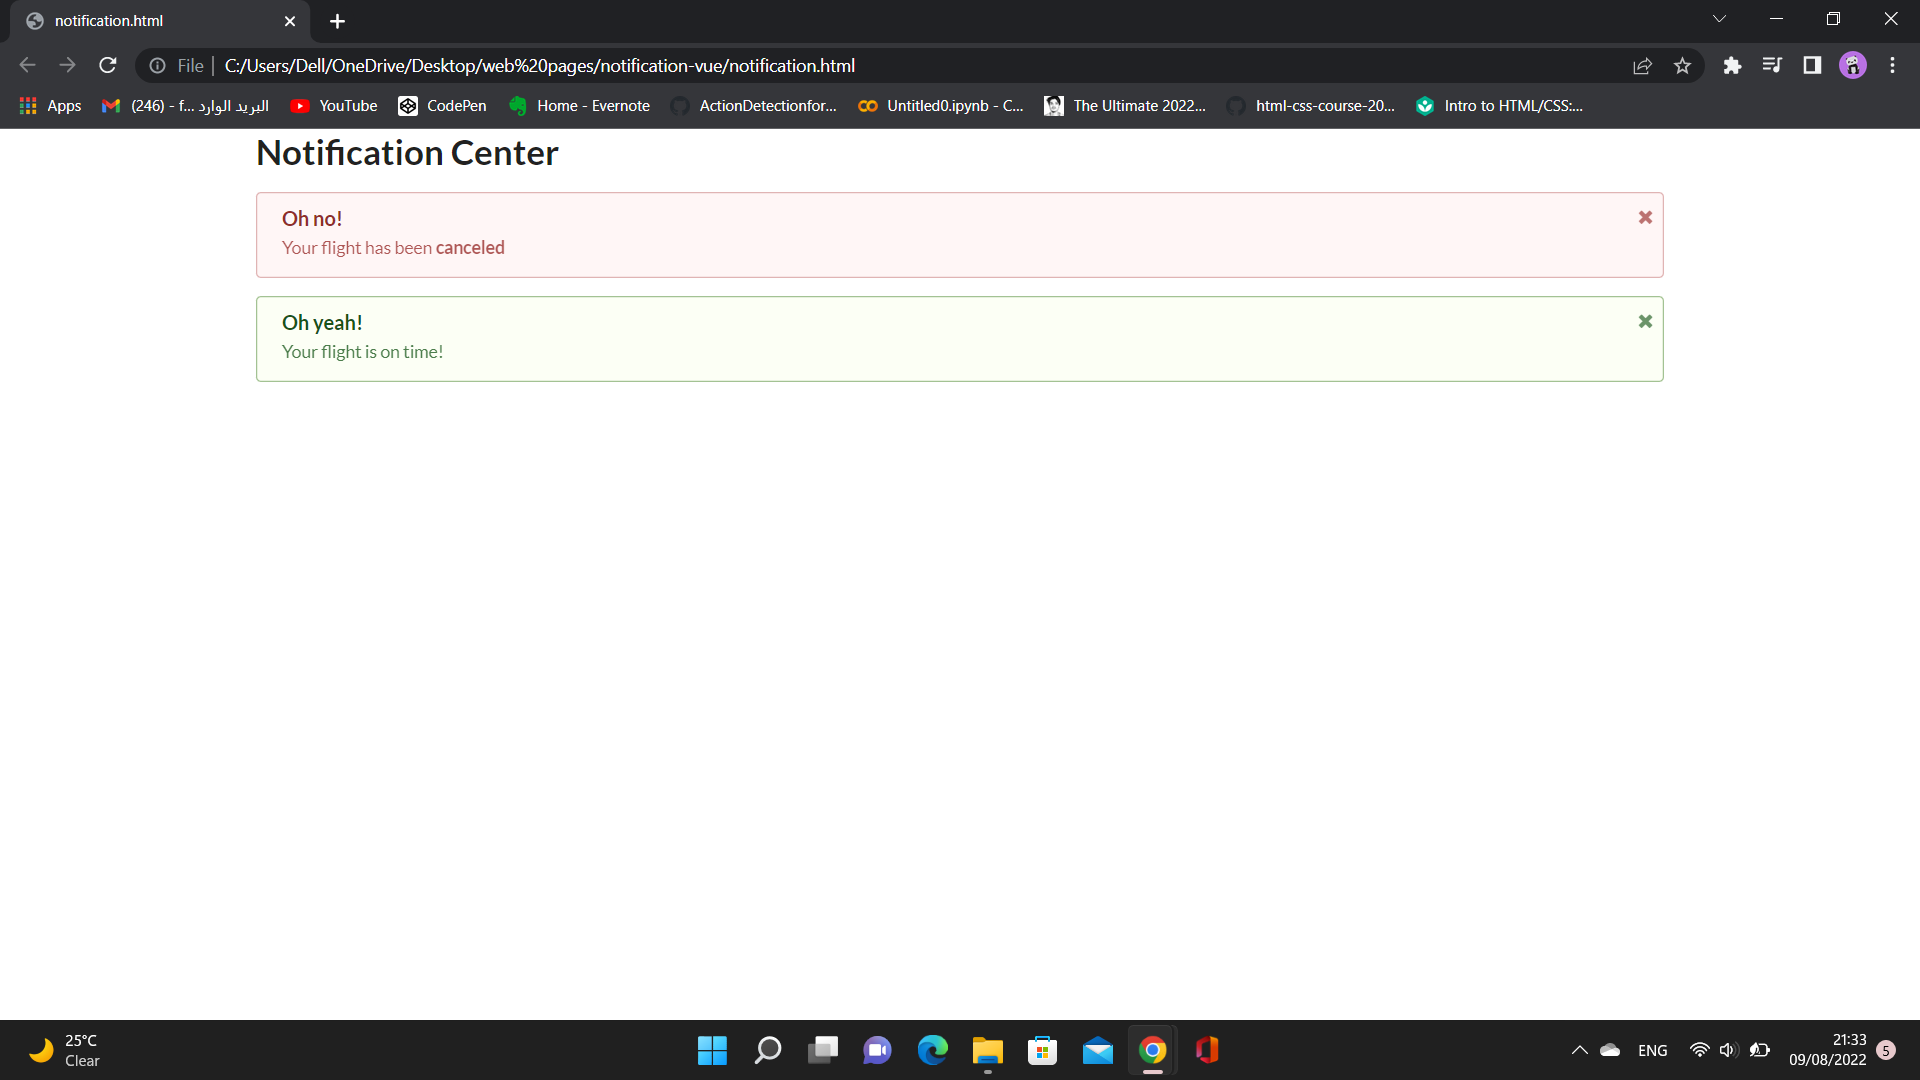 notification.html
File | C:/Users/Dell/OneDrive/Desktop/web%20pages/notification-vue/notification.html
Apps
(246) - f... البريد الوارد
YouTube
CodePen
Home - Evernote
ActionDetectionfor...
Untitled0.ipynb - C...
The Ultimate 2022...
html-css-course-20...
Intro to HTML/CSS:...
Notification Center
Oh no!
Your flight has been canceled
Oh yeah!
Your flight is on time!
25°C
Clear
ENG
21:33
09/08/2022
5